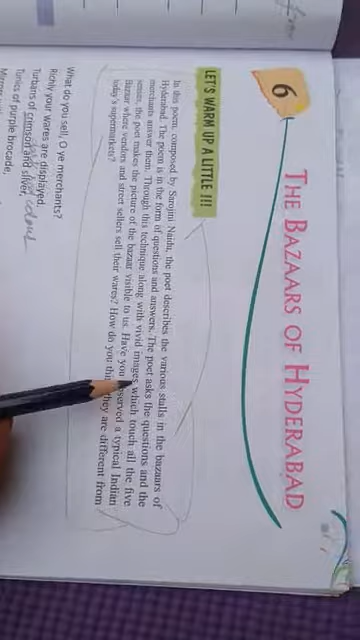 6
THE BAZAARS OF HYDERABAD
LET'S WARM UP A LITTLE !!!
In this poem, composed by Sarojini Naidu, the poet describes the various stalls in the bazaars of
Hyderabad. The poem is in the form of questions and answers. The poet asks the questions and the
merchants answer them. Through this technique along with vivid images which touch all the five
senses, the poet makes the picture of the bazaar visible to us. Have you observed a typical Indian
Bazaar where vendors and street sellers sell their wares? How do you they are different from
today's supermarkets?
What do you sell, O ye merchants?
Richly your wares are displayed,
Turbans of crimson and silver,
Tunics of purple brocade,